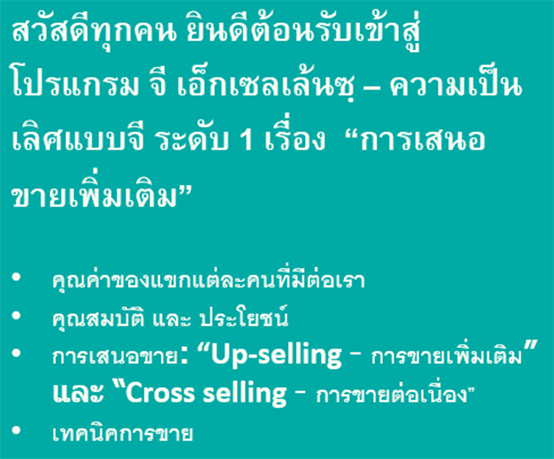 สวัสดีทุกคน ยินดีต้อนรับเข้าสู่
โปรแกรม จี เอ็กเซลเล้นซฺ – ความเป็น
เลิศแบบจี ระดับ 1 เรื่อง “การเสนอ
ขายเพิ่มเติม”
• คุณค่าของแขกแต่ละคนที่มีต่อเรา
• คุณสมบัติ และ ประโยชน์
• การเสนอขาย: “Up-selling – การขายเพิ่มเติม”
และ “Cross selling – การขายต่อเนื่อง”
• เทคนิคการขาย